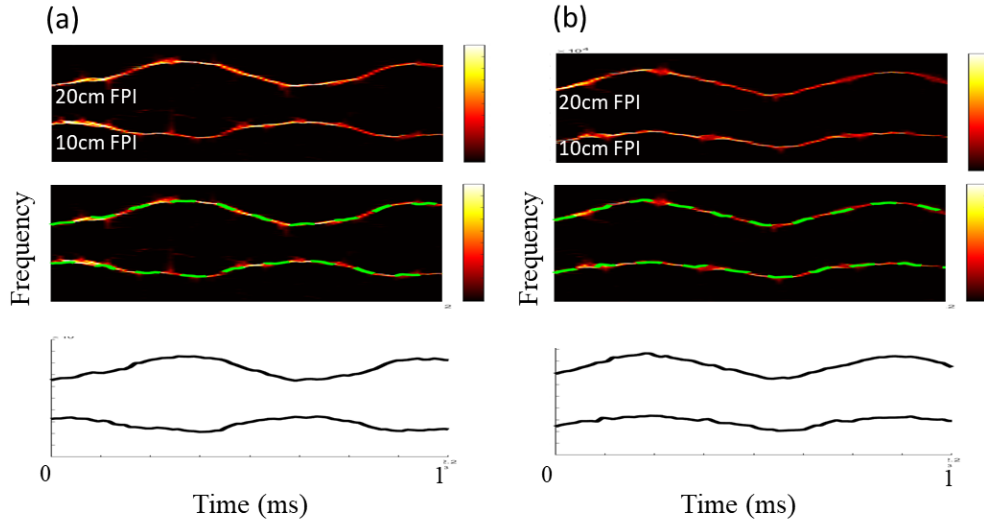 (a)
(b)
20cm FPI
10cm FPI
20cm FPI
10cm FPI
Frequency
Frequency
0
1
0
1
Time (ms)
Time (ms)